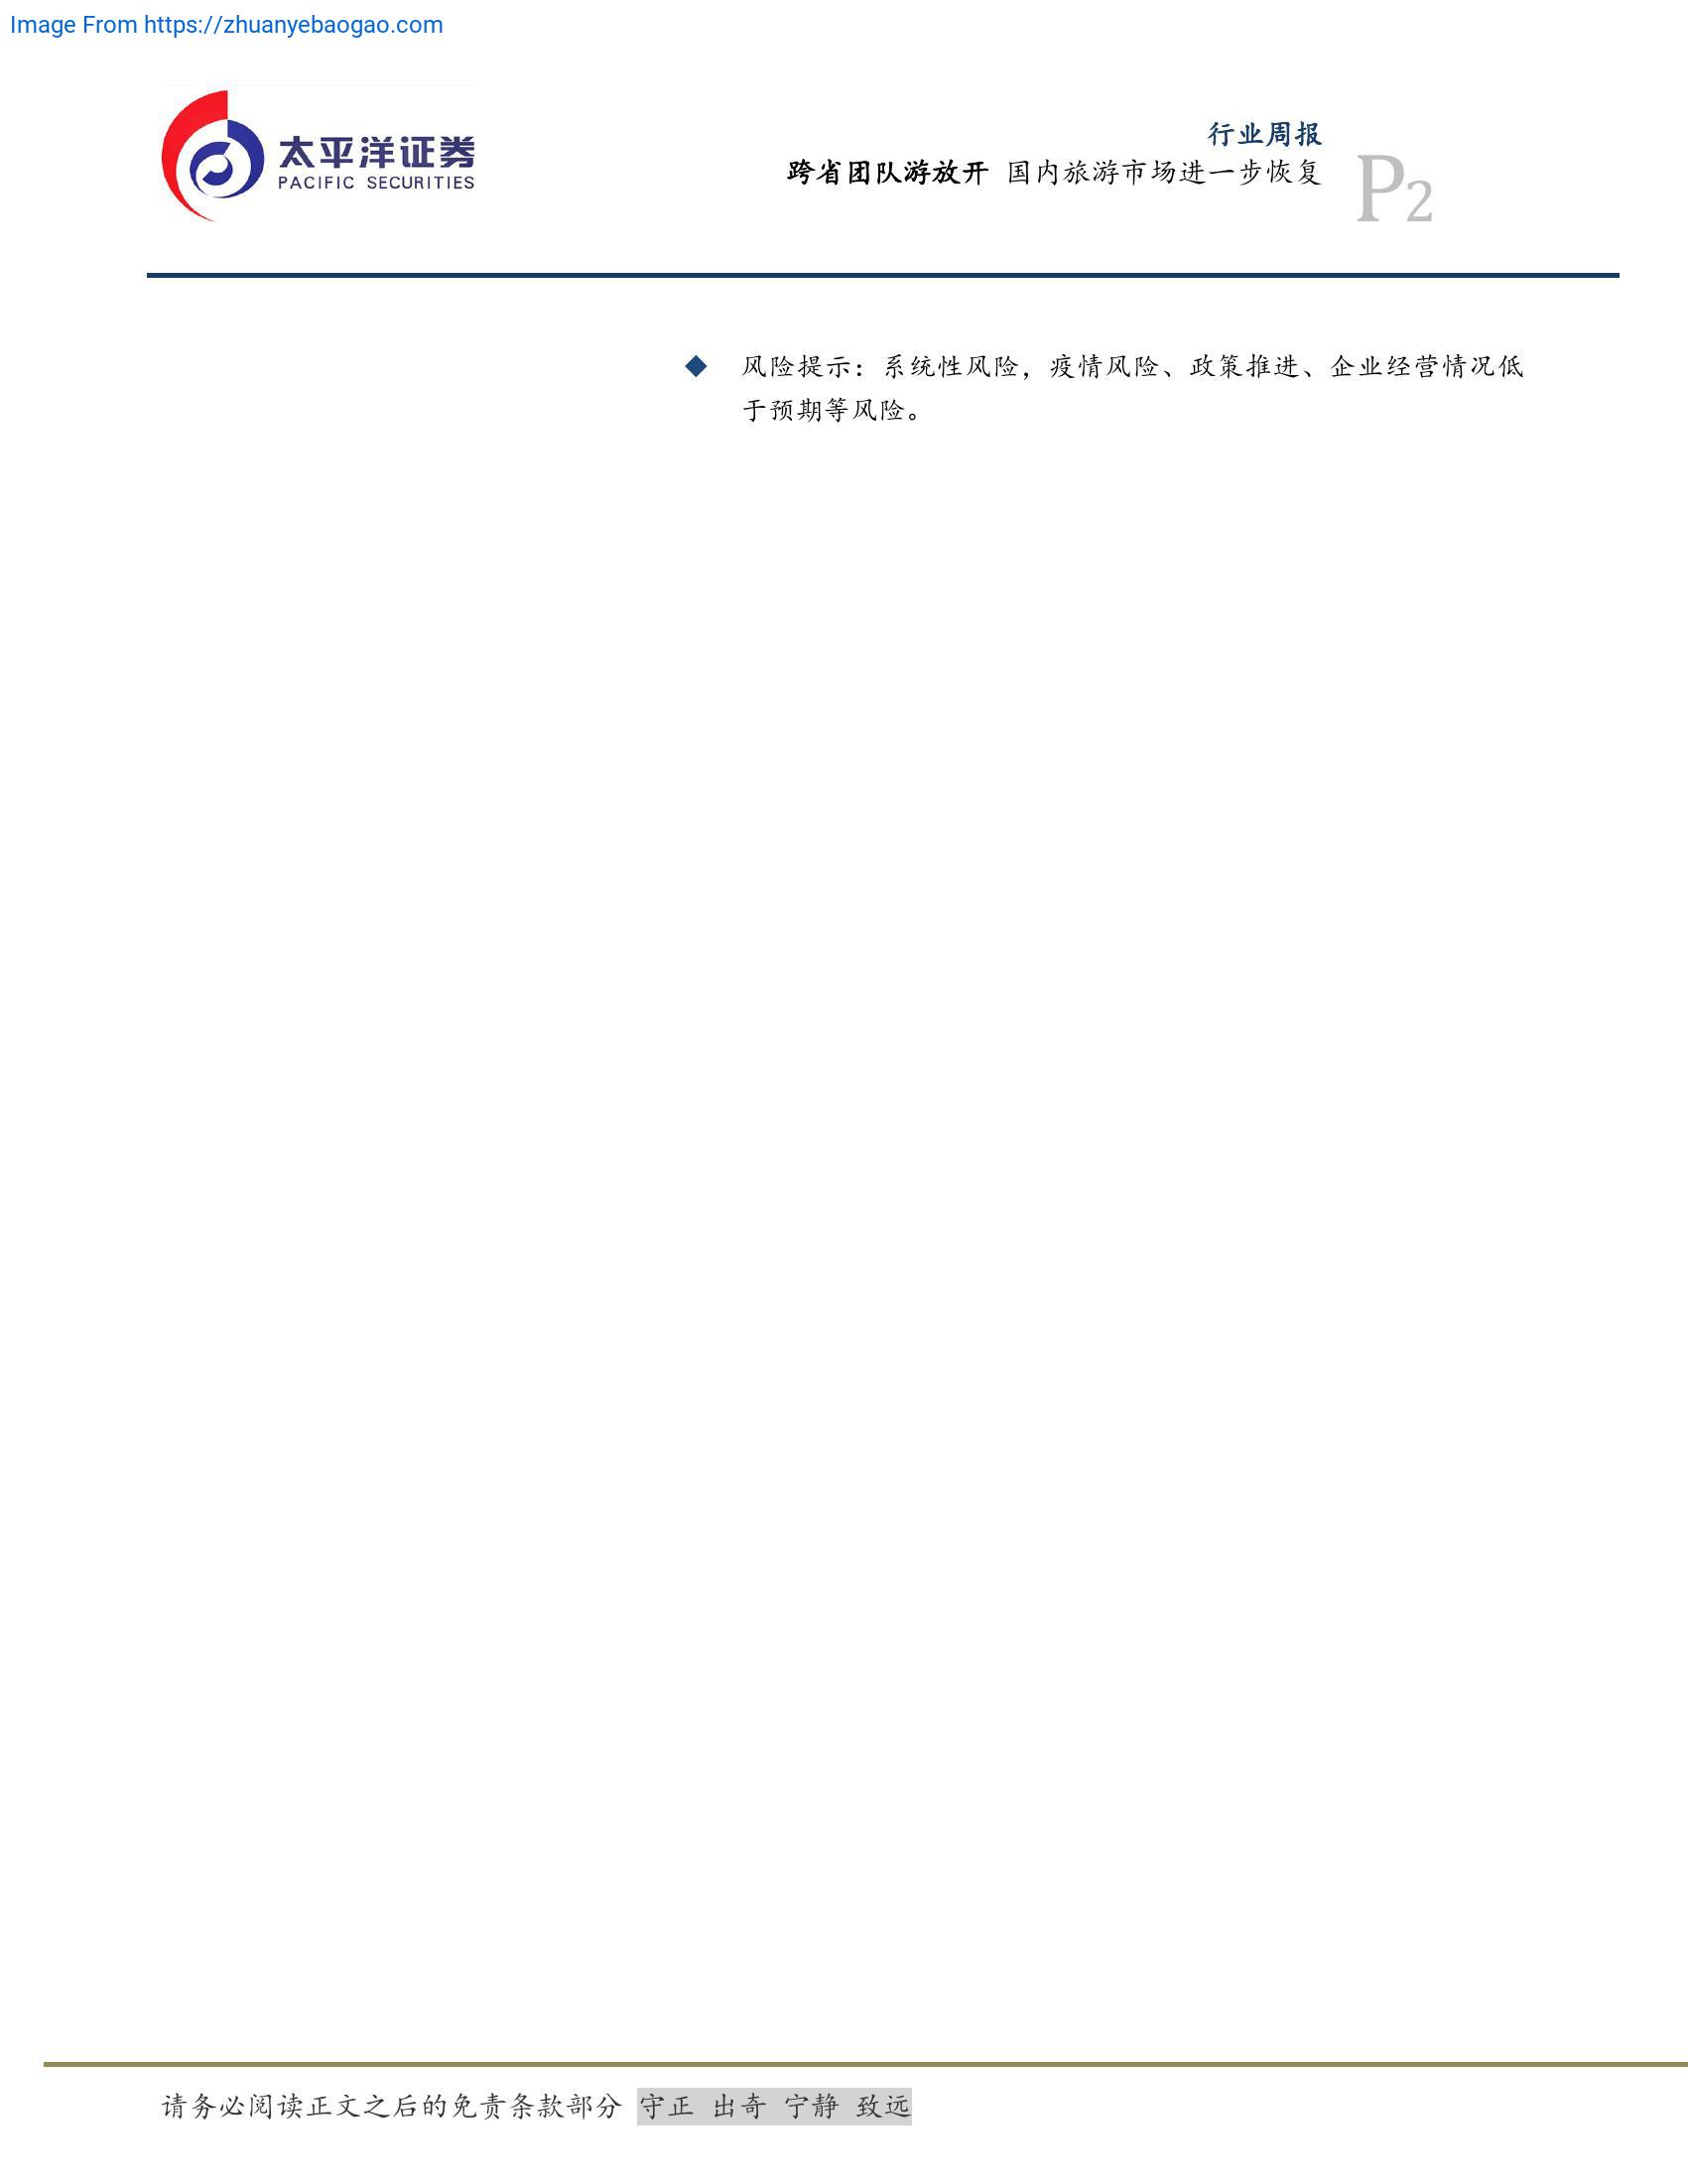 Image From https://zhuanyebaogao.com
太平洋证券
PACIFIC SECURITIES
行业周报
跨省团队游放开 国内旅游市场进一步恢复
P2
◆ 风险提示：系统性风险，疫情风险、政策推进、企业经营情况低
于预期等风险。
请务必阅读正文之后的免责条款部分 守正 出奇 宁静 致远